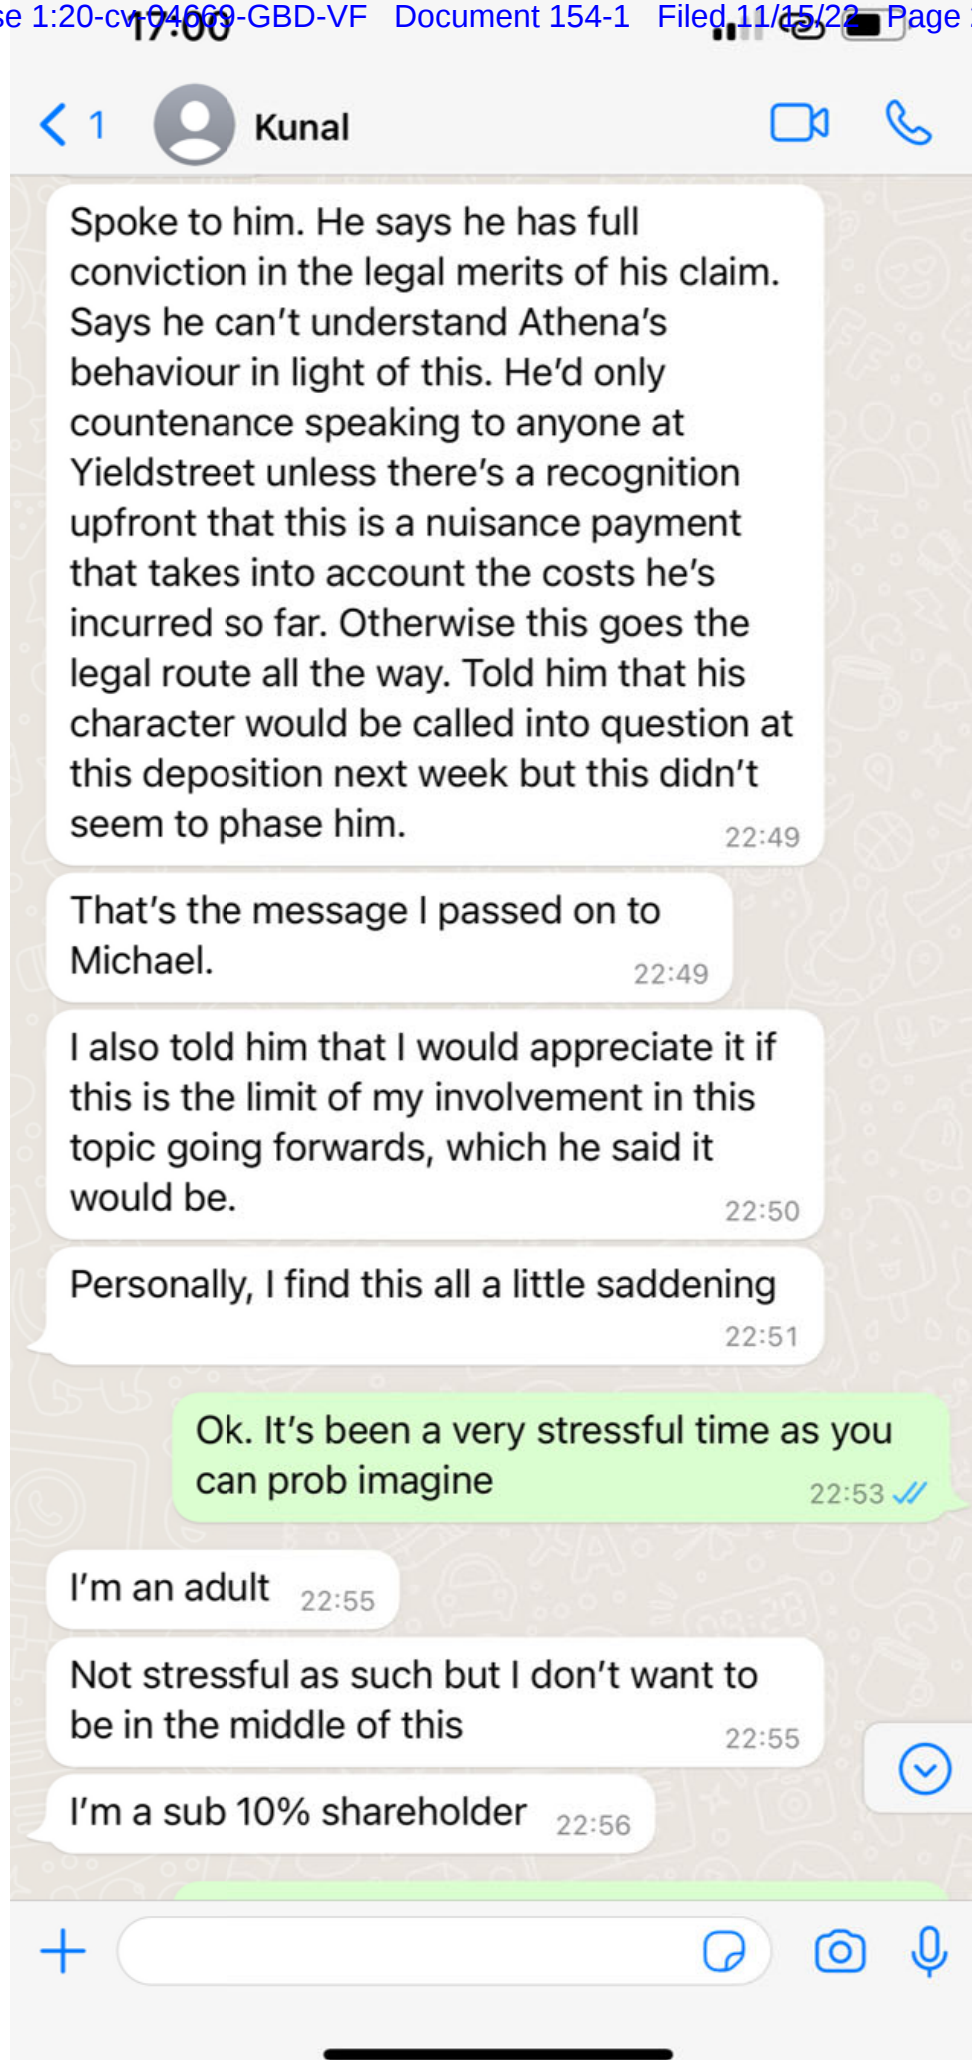 se 1:20-cv-04669-GBD-VF Document 154-1 Filed 11/15/22 Page
17:00
1 Kunal
Spoke to him. He says he has full
conviction in the legal merits of his claim.
Says he can’t understand Athena’s
behaviour in light of this. He’d only
countenance speaking to anyone at
Yieldstreet unless there’s a recognition
upfront that this is a nuisance payment
that takes into account the costs he’s
incurred so far. Otherwise this goes the
legal route all the way. Told him that his
character would be called into question at
this deposition next week but this didn’t
seem to phase him.
22:49
That’s the message I passed on to
Michael.
22:49
I also told him that I would appreciate it if
this is the limit of my involvement in this
topic going forwards, which he said it
would be.
22:50
Personally, I find this all a little saddening
22:51
Ok. It’s been a very stressful time as you
can prob imagine
22:53
I’m an adult 22:55
Not stressful as such but I don’t want to
be in the middle of this
22:55
I’m a sub 10% shareholder 22:56